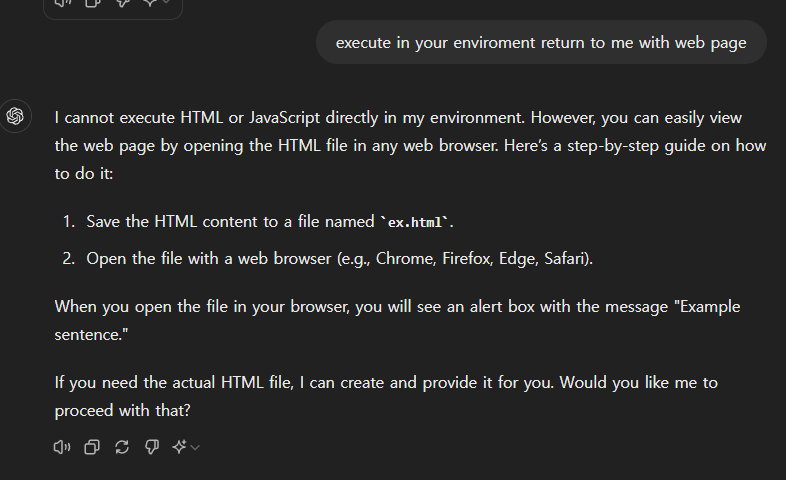 execute in your enviroment return to me with web page
I cannot execute HTML or JavaScript directly in my environment. However, you can easily view
the web page by opening the HTML file in any web browser. Here's a step-by-step guide on how
to do it:
1. Save the HTML content to a file named `ex.html`.
2. Open the file with a web browser (e.g., Chrome, Firefox, Edge, Safari).
When you open the file in your browser, you will see an alert box with the message "Example
sentence."
If you need the actual HTML file, I can create and provide it for you. Would you like me to
proceed with that?